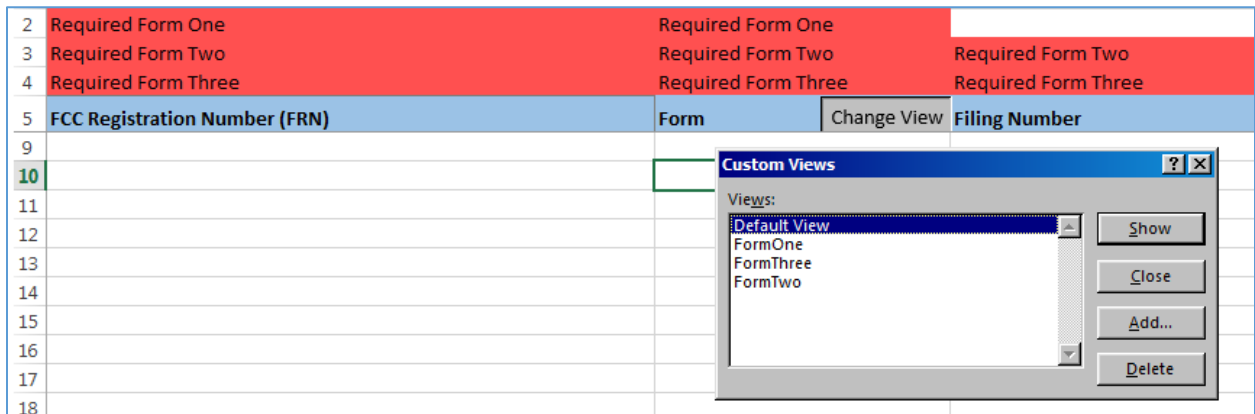 2 Required Form One Required Form One
3 Required Form Two Required Form Two Required Form Two
4 Required Form Three Required Form Three Required Form Three
5 FCC Registration Number (FRN) Form Change View Filing Number
9
10
11
12
13
14
15
16
17
18
Custom Views ? X
Views:
Default View
FormOne
FormThree
FormTwo
Show
Close
Add...
Delete